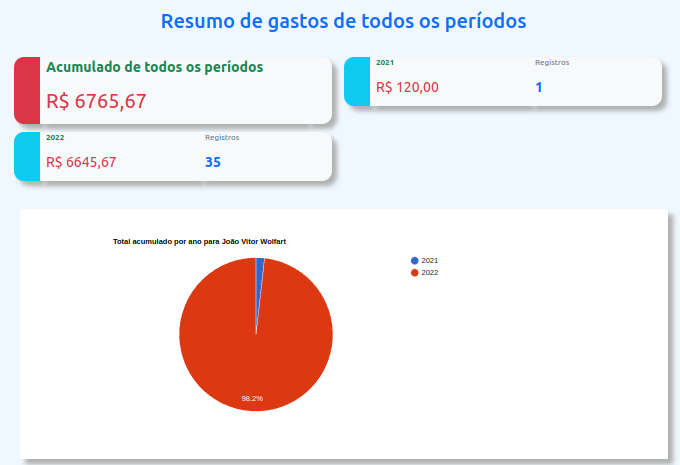 Resumo de gastos de todos os períodos
Acumulado de todos os períodos
R$ 6765,67
2021 Registros
R$ 120,00 1
2022 Registros
R$ 6645,67 35
Total acumulado por ano para João Vitor Wolfart
2021
2022
98.2%